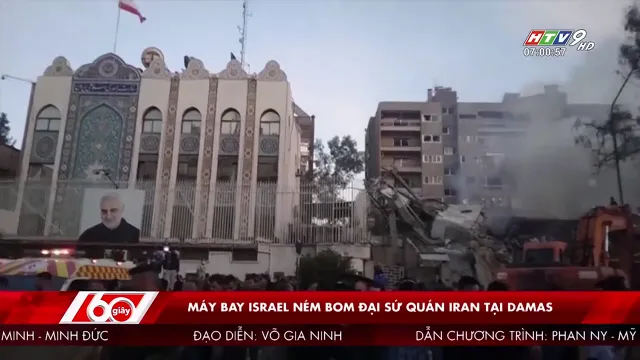 HTV9 HD
07:00:57
60 giây
MÁY BAY ISRAEL NÉM BOM ĐẠI SỨ QUÁN IRAN TẠI DAMAS
MINH - MINH ĐỨC ĐẠO DIỄN: VÕ GIA NINH DẪN CHƯƠNG TRÌNH: PHAN NY - MỸ